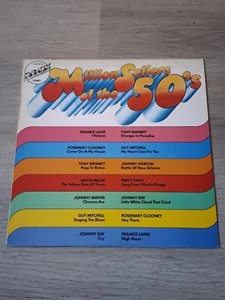 Million Sellers
of the 50's
FRANKIE LAINE
I Believe
TONY BENNETT
Stranger In Paradise
ROSEMARY CLOONEY
Come-On-A-My-House
GUY MITCHELL
My Heart Cries For You
TONY BENNETT
Rags To Riches
JOHNNY HORTON
Battle Of New Orleans
MITCH MILLER
The Yellow Rose Of Texas
PERCY FAITH
Song From 'Moulin Rouge'
JOHNNY MATHIS
Chances Are
JOHNNY RAY
Little White Cloud That Cried
GUY MITCHELL
Singing The Blues
ROSEMARY CLOONEY
Hey There
JOHNNY RAY
Cry
FRANKIE LAINE
High Noon